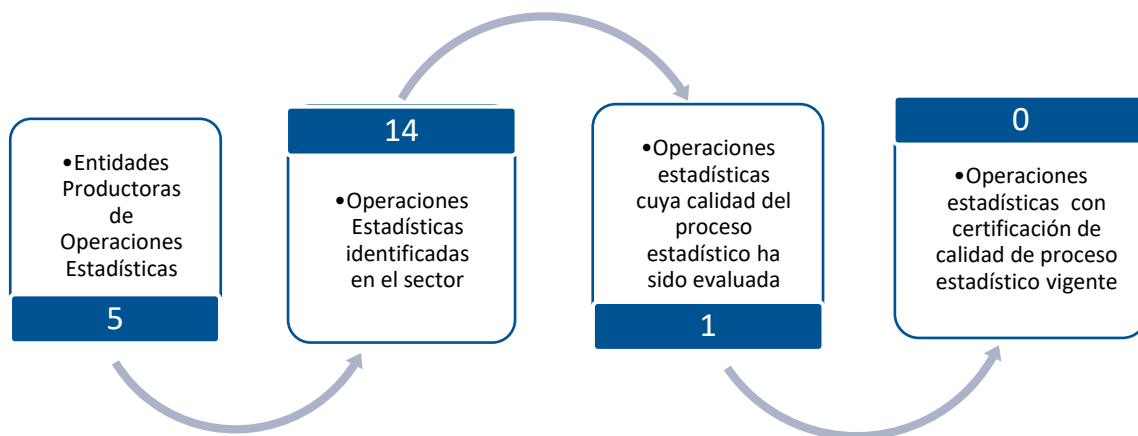 •Entidades
Productoras
de
Operaciones
Estadísticas
5
14
•Operaciones
Estadísticas
identificadas
en el sector
•Operaciones
estadísticas
cuya calidad del
proceso
estadístico ha
sido evaluada
1
0
•Operaciones
estadísticas con
certificación de
calidad de proceso
estadístico vigente